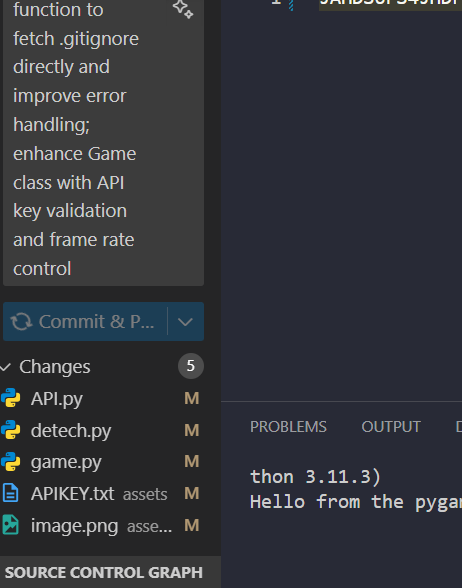 function to
fetch .gitignore
directly and
improve error
handling;
enhance Game
class with API
key validation
and frame rate
control
Commit & P...
Changes 5
API.py M
detech.py M
game.py M
APIKEY.txt assets M
image.png asse... M
SOURCE CONTROL GRAPH
1
PROBLEMS OUTPUT
thon 3.11.3)
Hello from the pygam